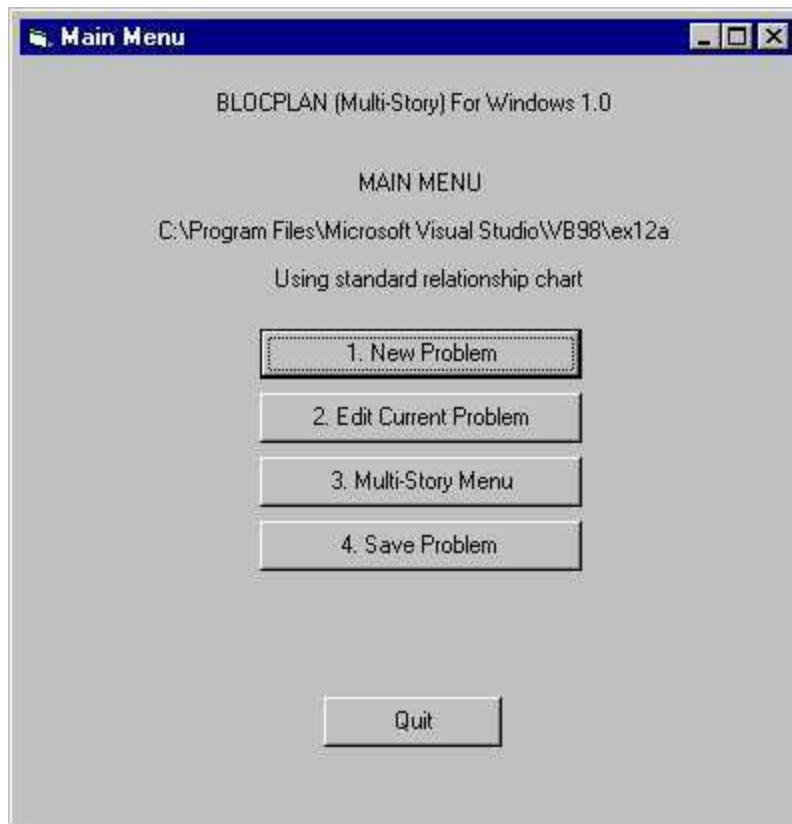 Main Menu
BLOCPLAN (Multi-Story) For Windows 1.0
MAIN MENU
C:\Program Files\Microsoft Visual Studio\VB98\ex12a
Using standard relationship chart
1. New Problem
2. Edit Current Problem
3. Multi-Story Menu
4. Save Problem
Quit